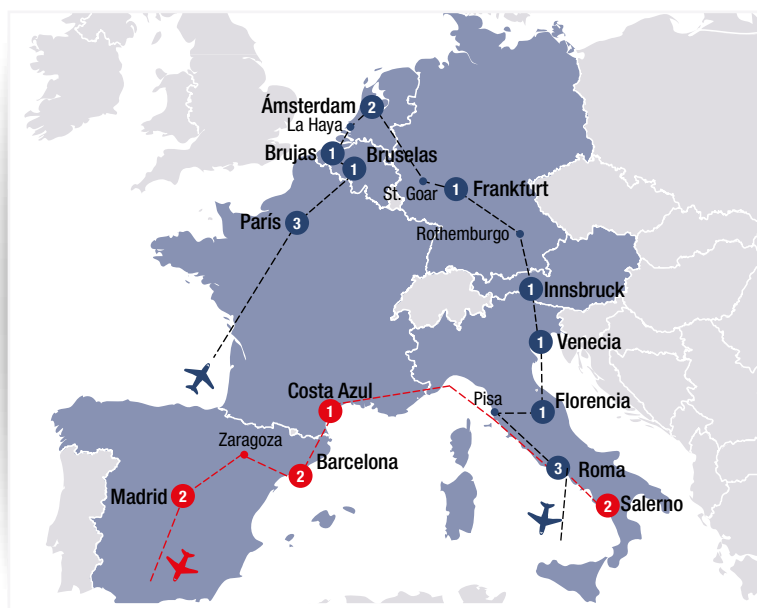 Ámsterdam
2
La Haya
Brujas
1
Bruselas
1
St. Goar
1
Frankfurt
París
3
Rothemburgo
1
Innsbruck
1
Venecia
Costa Azul
1
Pisa
1
Florencia
Zaragoza
Barcelona
2
3
Roma
Madrid
2
2
Salerno